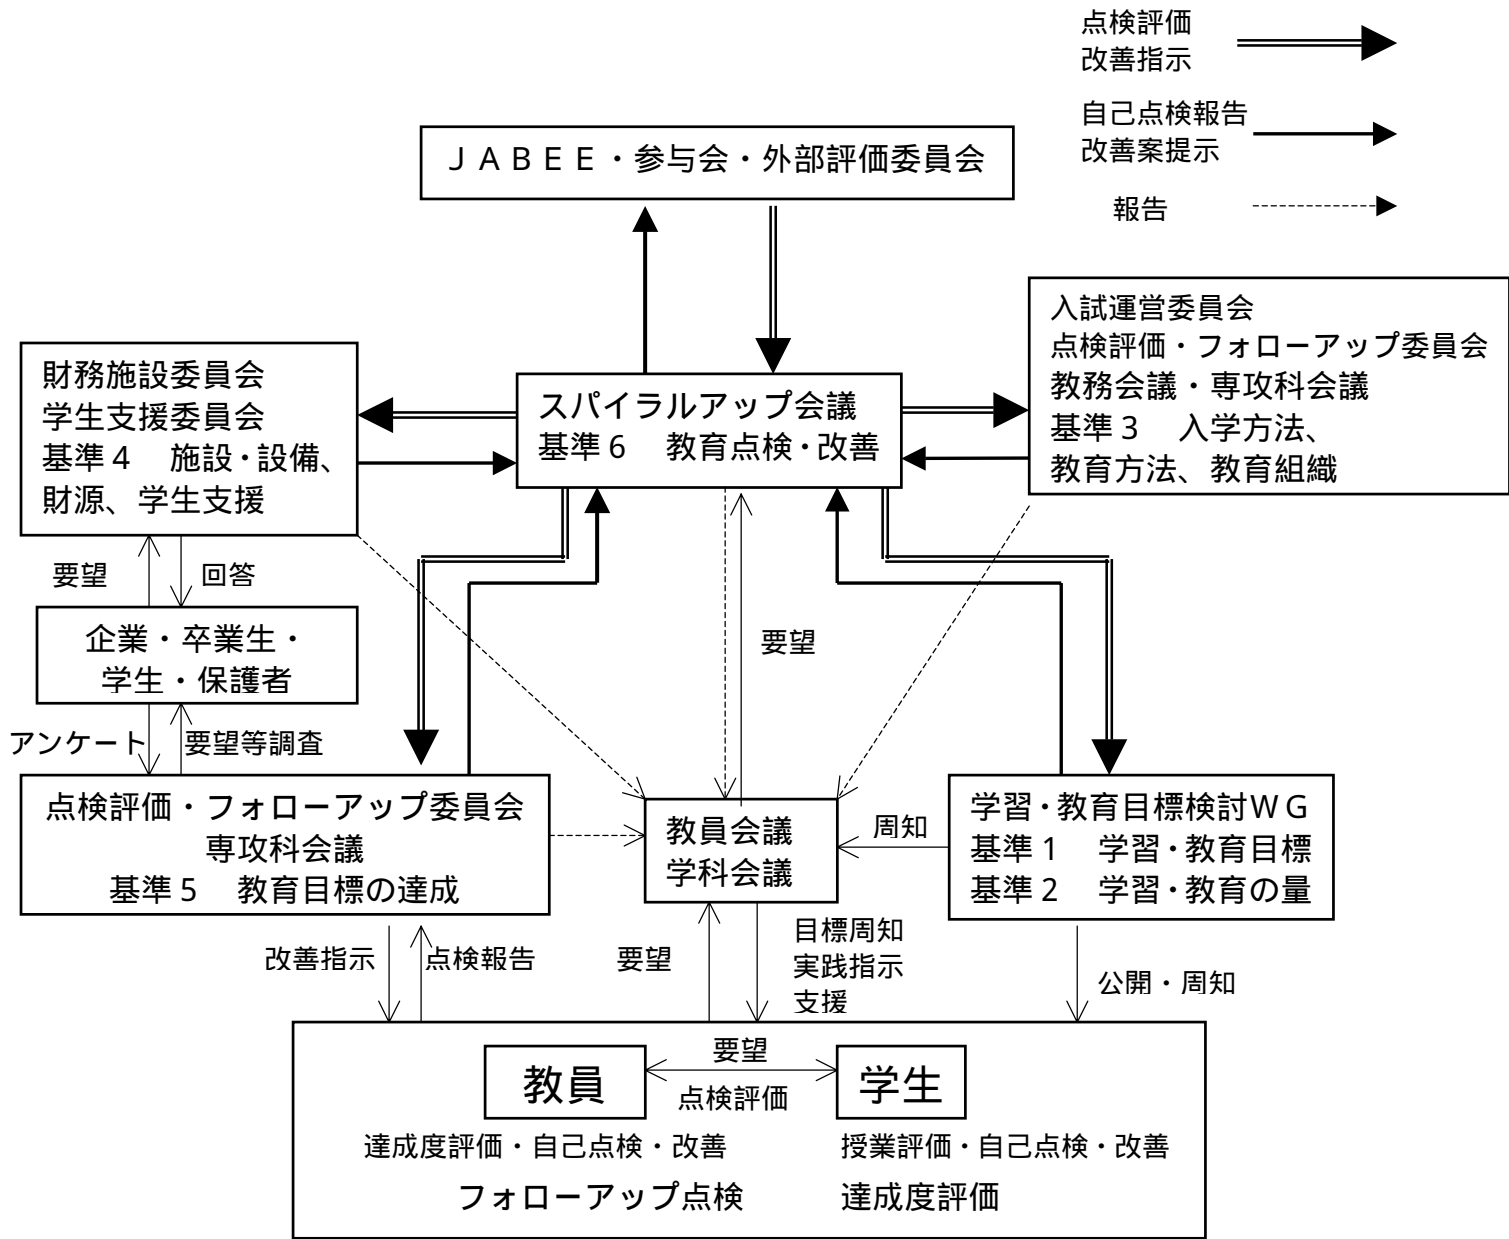 点検評価
改善指示
自己点検報告
改善案提示
報告
ＪＡＢＥＥ・参与会・外部評価委員会
入試運営委員会
点検評価・フォローアップ委員会
教務会議・専攻科会議
基準３　入学方法、
教育方法、教育組織
財務施設委員会
学生支援委員会
基準４　施設・設備、
財源、学生支援
スパイラルアップ会議
基準６　教育点検・改善
要望
回答
企業・卒業生・
学生・保護者
要望
アンケート
要望等調査
点検評価・フォローアップ委員会
専攻科会議
基準５　教育目標の達成
教員会議
学科会議
周知
学習・教育目標検討ＷＧ
基準１　学習・教育目標
基準２　学習・教育の量
改善指示
点検報告
要望
目標周知
実践指示
支援
公開・周知
教員
要望
点検評価
学生
達成度評価・自己点検・改善
授業評価・自己点検・改善
フォローアップ点検
達成度評価